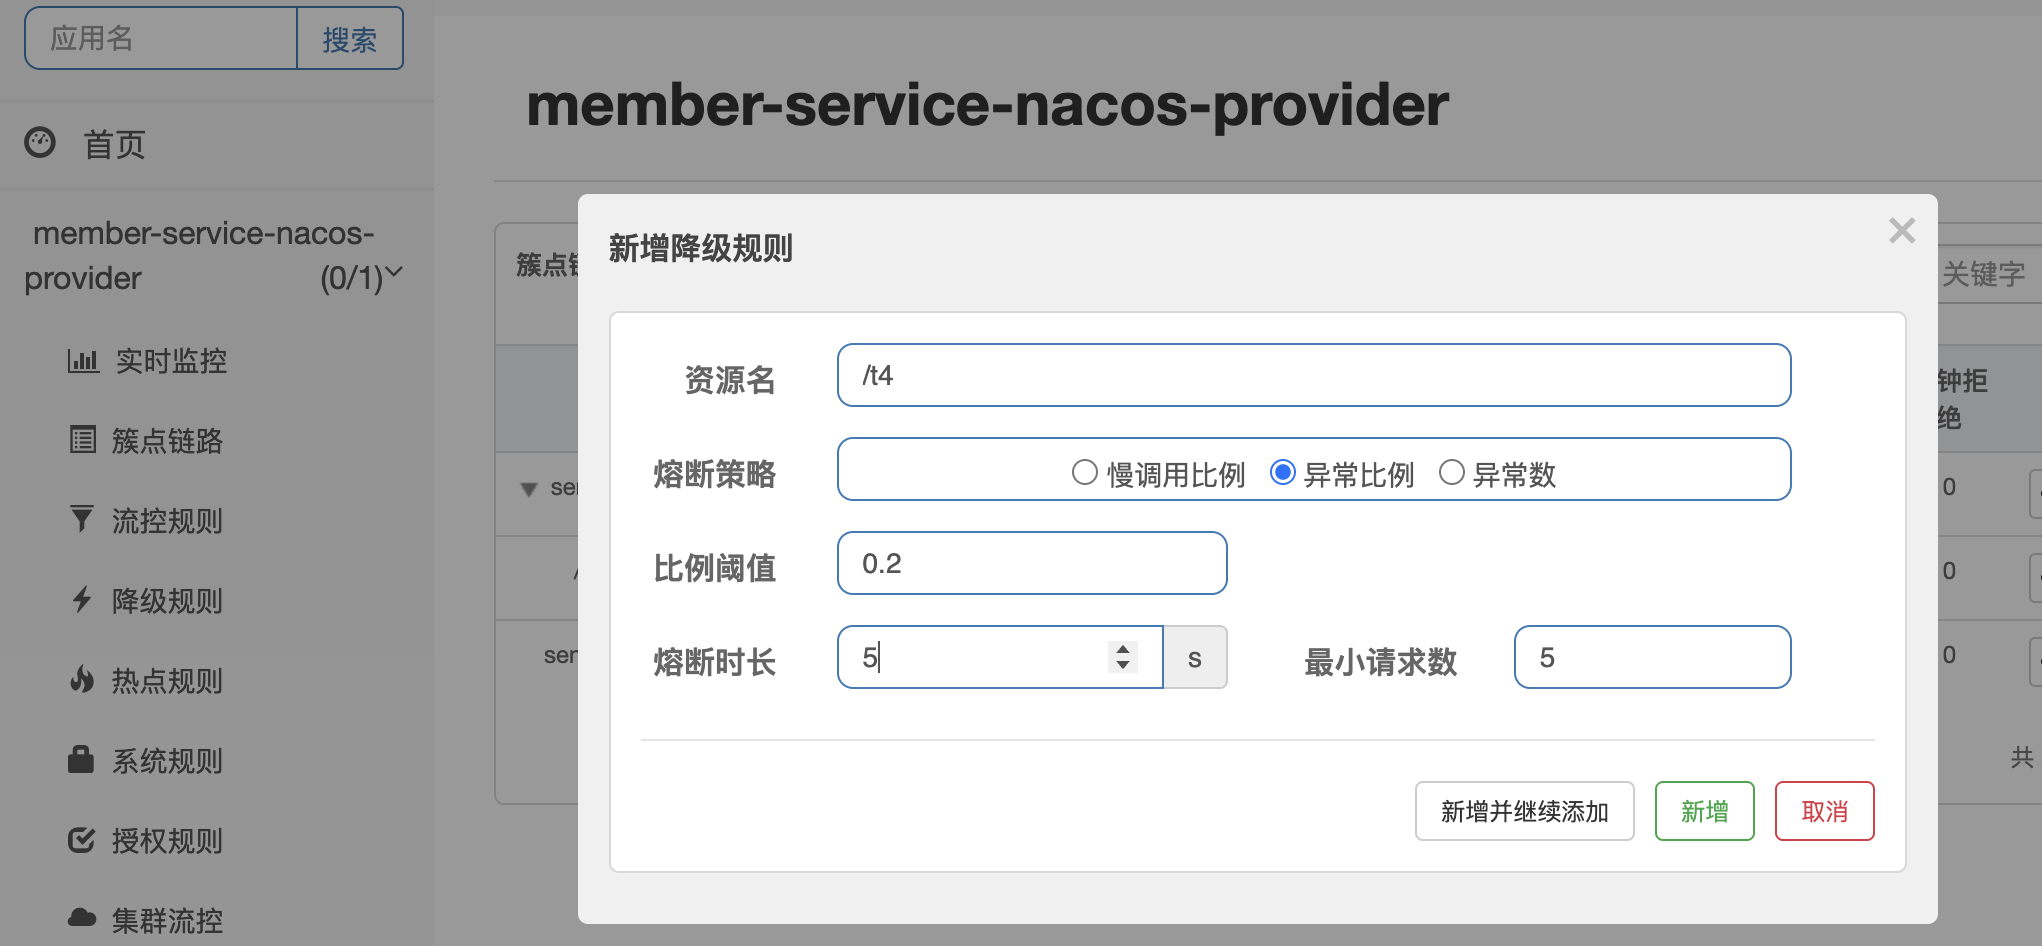 应用名 搜索
首页
member-service-nacos-
provider (0/1)
实时监控
簇点链路
流控规则
降级规则
热点规则
系统规则
授权规则
集群流控
member-service-nacos-provider
簇点
关键字
钟拒
绝
0
0
0
共
新增降级规则
资源名 /t4
熔断策略 慢调用比例 异常比例 异常数
比例阈值 0.2
熔断时长 5 s 最小请求数 5
新增并继续添加 新增 取消